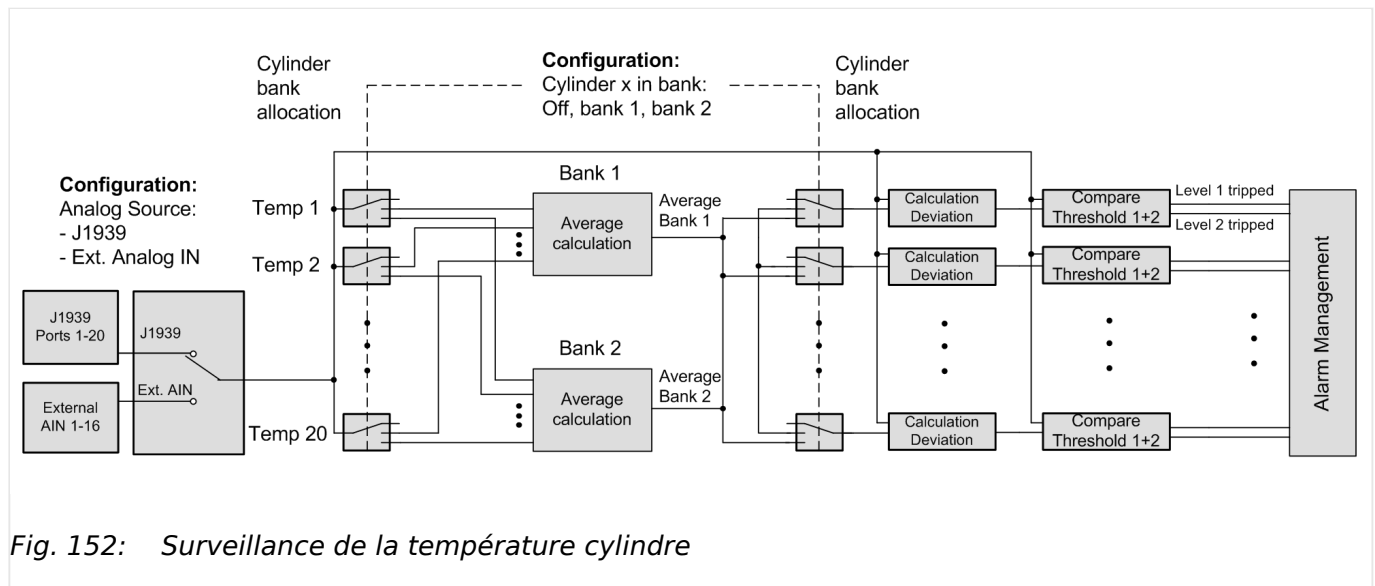 Cylinder
bank
allocation
Configuration:
Cylinder x in bank:
Off, bank 1, bank 2
Cylinder
bank
allocation
Configuration:
Analog Source:
- J1939
- Ext. Analog IN
J1939
Ports 1-20
External
AIN 1-16
J1939
Ext. AIN
Temp 1
Temp 2
Temp 20
Bank 1
Average
calculation
Average
Bank 1
Bank 2
Average
calculation
Average
Bank 2
Calculation
Deviation
Calculation
Deviation
Calculation
Deviation
Compare
Threshold 1+2
Compare
Threshold 1+2
Compare
Threshold 1+2
Level 1 tripped
Level 2 tripped
Alarm Management
Fig. 152: Surveillance de la température cylindre